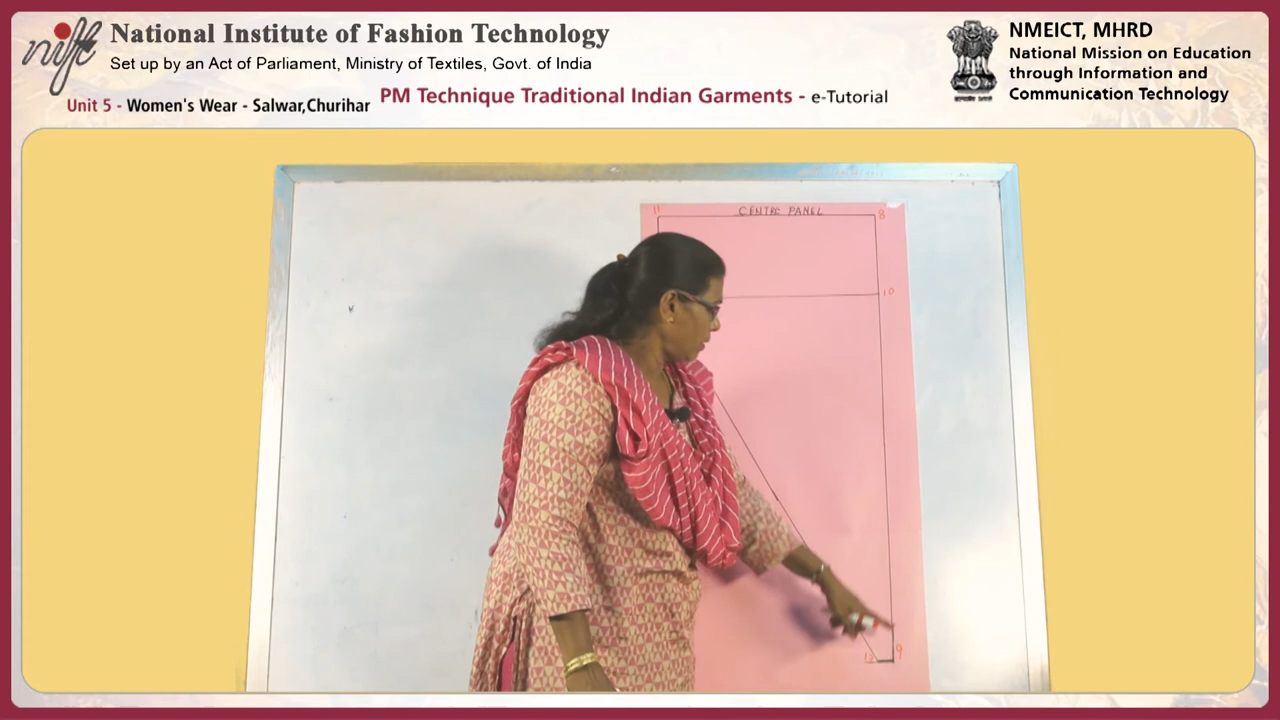 nift
National Institute of Fashion Technology
Set up by an Act of Parliament, Ministry of Textiles, Govt. of India
Unit 5 - Women's Wear - Salwar,Churihar
PM Technique Traditional Indian Garments - e-Tutorial
NMEICT, MHRD
National Mission on Education
through Information and
Communication Technology
11
CENTRE PANEL
8
10
9